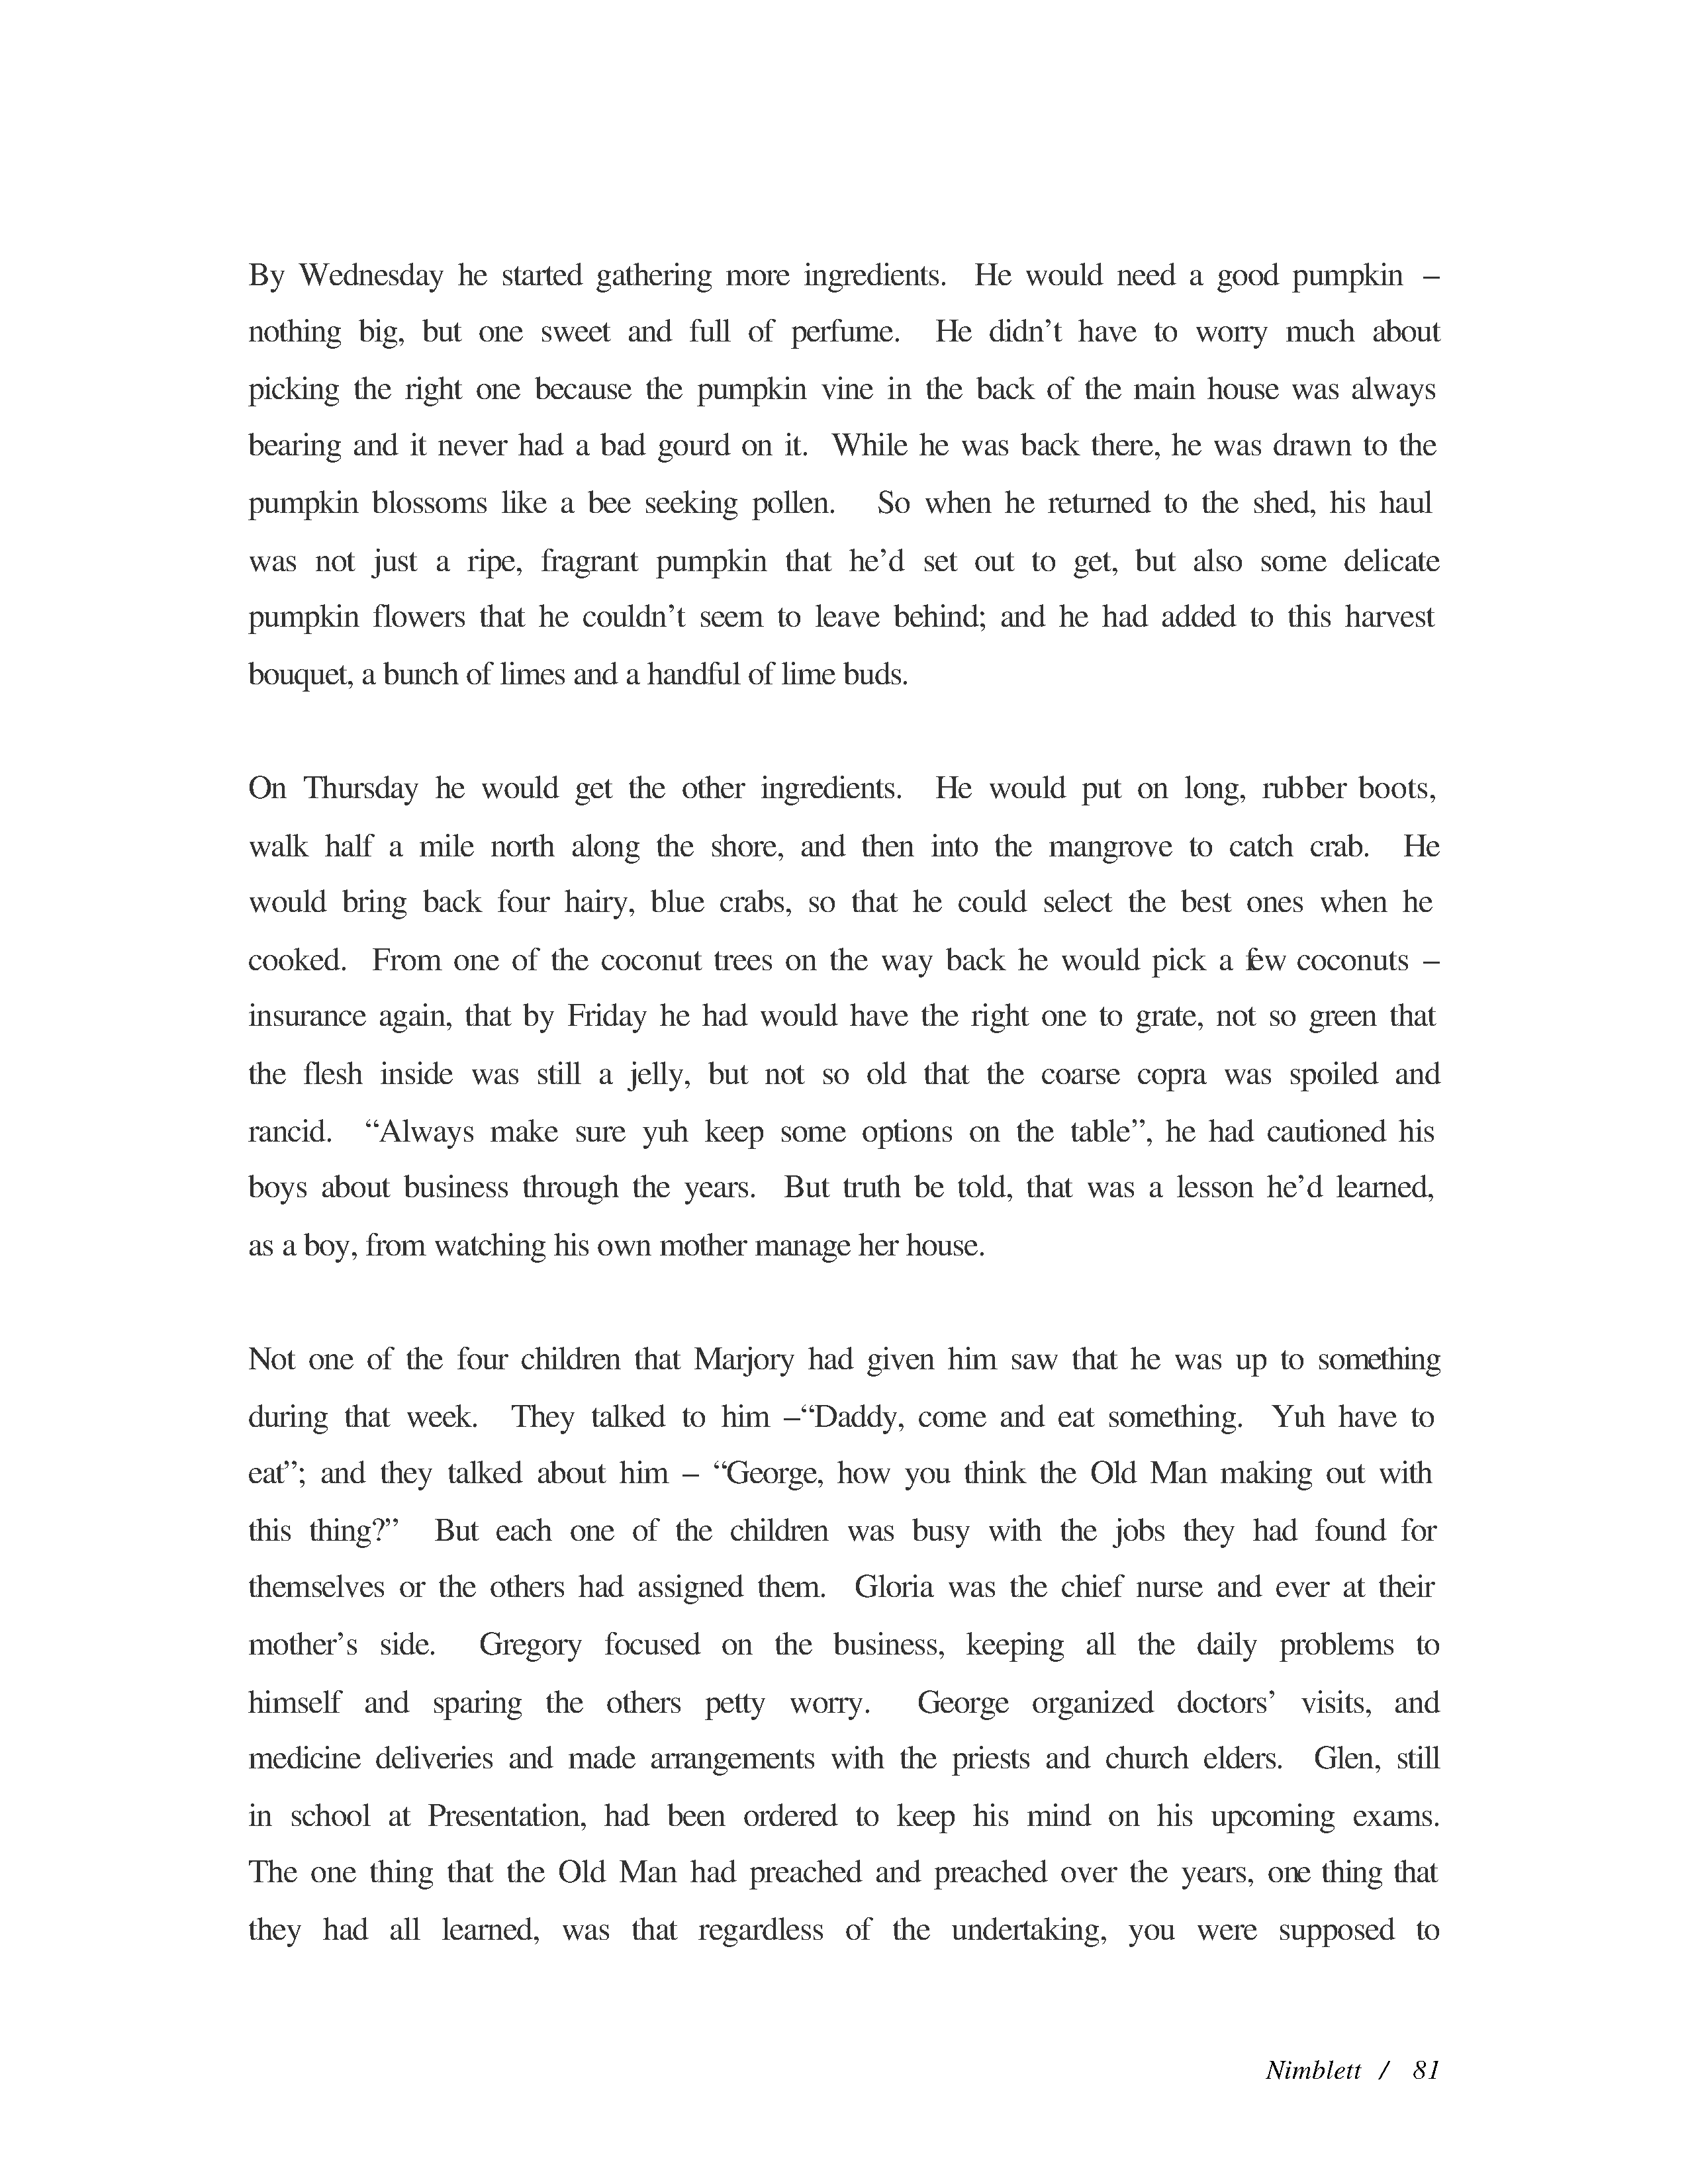 By Wednesday he started gathering more ingredients. He would need a good pumpkin –
nothing big, but one sweet and full of perfume. He didn’t have to worry much about
picking the right one because the pumpkin vine in the back of the main house was always
bearing and it never had a bad gourd on it. While he was back there, he was drawn to the
pumpkin blossoms like a bee seeking pollen. So when he returned to the shed, his haul
was not just a ripe, fragrant pumpkin that he’d set out to get, but also some delicate
pumpkin flowers that he couldn’t seem to leave behind; and he had added to this harvest
bouquet, a bunch of limes and a handful of lime buds.
On Thursday he would get the other ingredients. He would put on long, rubber boots,
walk half a mile north along the shore, and then into the mangrove to catch crab. He
would bring back four hairy, blue crabs, so that he could select the best ones when he
cooked. From one of the coconut trees on the way back he would pick a few coconuts –
insurance again, that by Friday he had would have the right one to grate, not so green that
the flesh inside was still a jelly, but not so old that the coarse copra was spoiled and
rancid. “Always make sure yuh keep some options on the table”, he had cautioned his
boys about business through the years. But truth be told, that was a lesson he’d learned,
as a boy, from watching his own mother manage her house.
Not one of the four children that Marjory had given him saw that he was up to something
during that week. They talked to him –“Daddy, come and eat something. Yuh have to
eat”; and they talked about him – “George, how you think the Old Man making out with
this thing?” But each one of the children was busy with the jobs they had found for
themselves or the others had assigned them. Gloria was the chief nurse and ever at their
mother’s side. Gregory focused on the business, keeping all the daily problems to
himself and sparing the others petty worry. George organized doctors’ visits, and
medicine deliveries and made arrangements with the priests and church elders. Glen, still
in school at Presentation, had been ordered to keep his mind on his upcoming exams.
The one thing that the Old Man had preached and preached over the years, one thing that
they had all learned, was that regardless of the undertaking, you were supposed to
Nimblett / 81